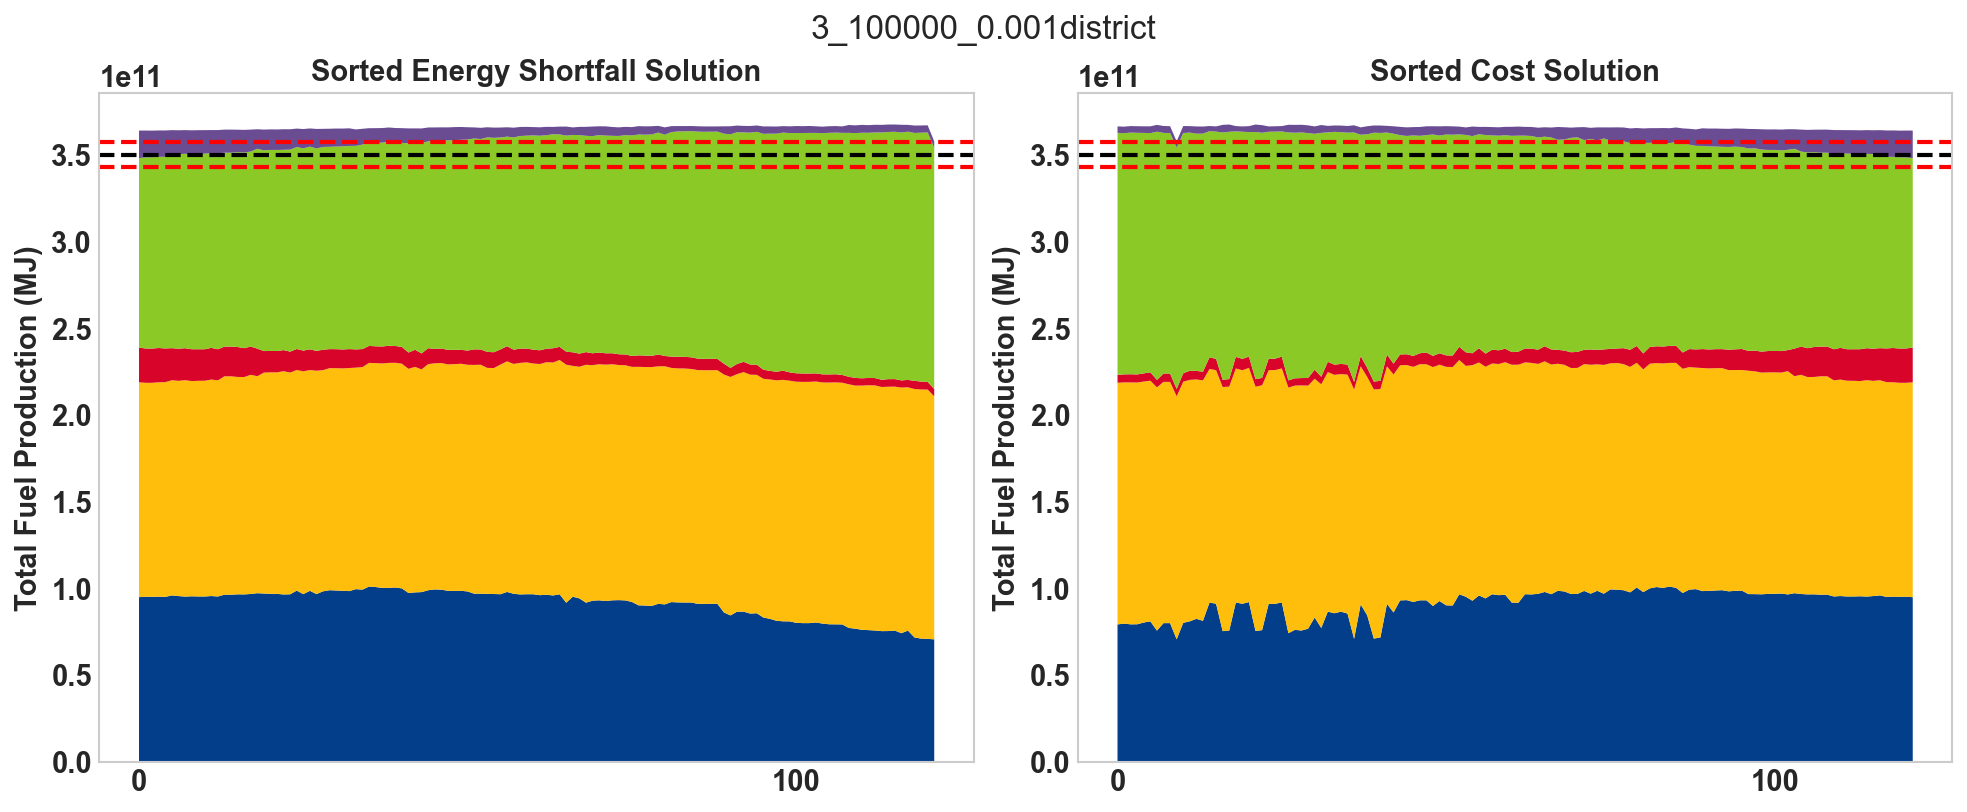 3_100000_0.001district
Sorted Energy Shortfall Solution
1e11
Total Fuel Production (MJ)
3.5
3.0
2.5
2.0
1.5
1.0
0.5
0.0
0
100
Sorted Cost Solution
1e11
Total Fuel Production (MJ)
3.5
3.0
2.5
2.0
1.5
1.0
0.5
0.0
0
100